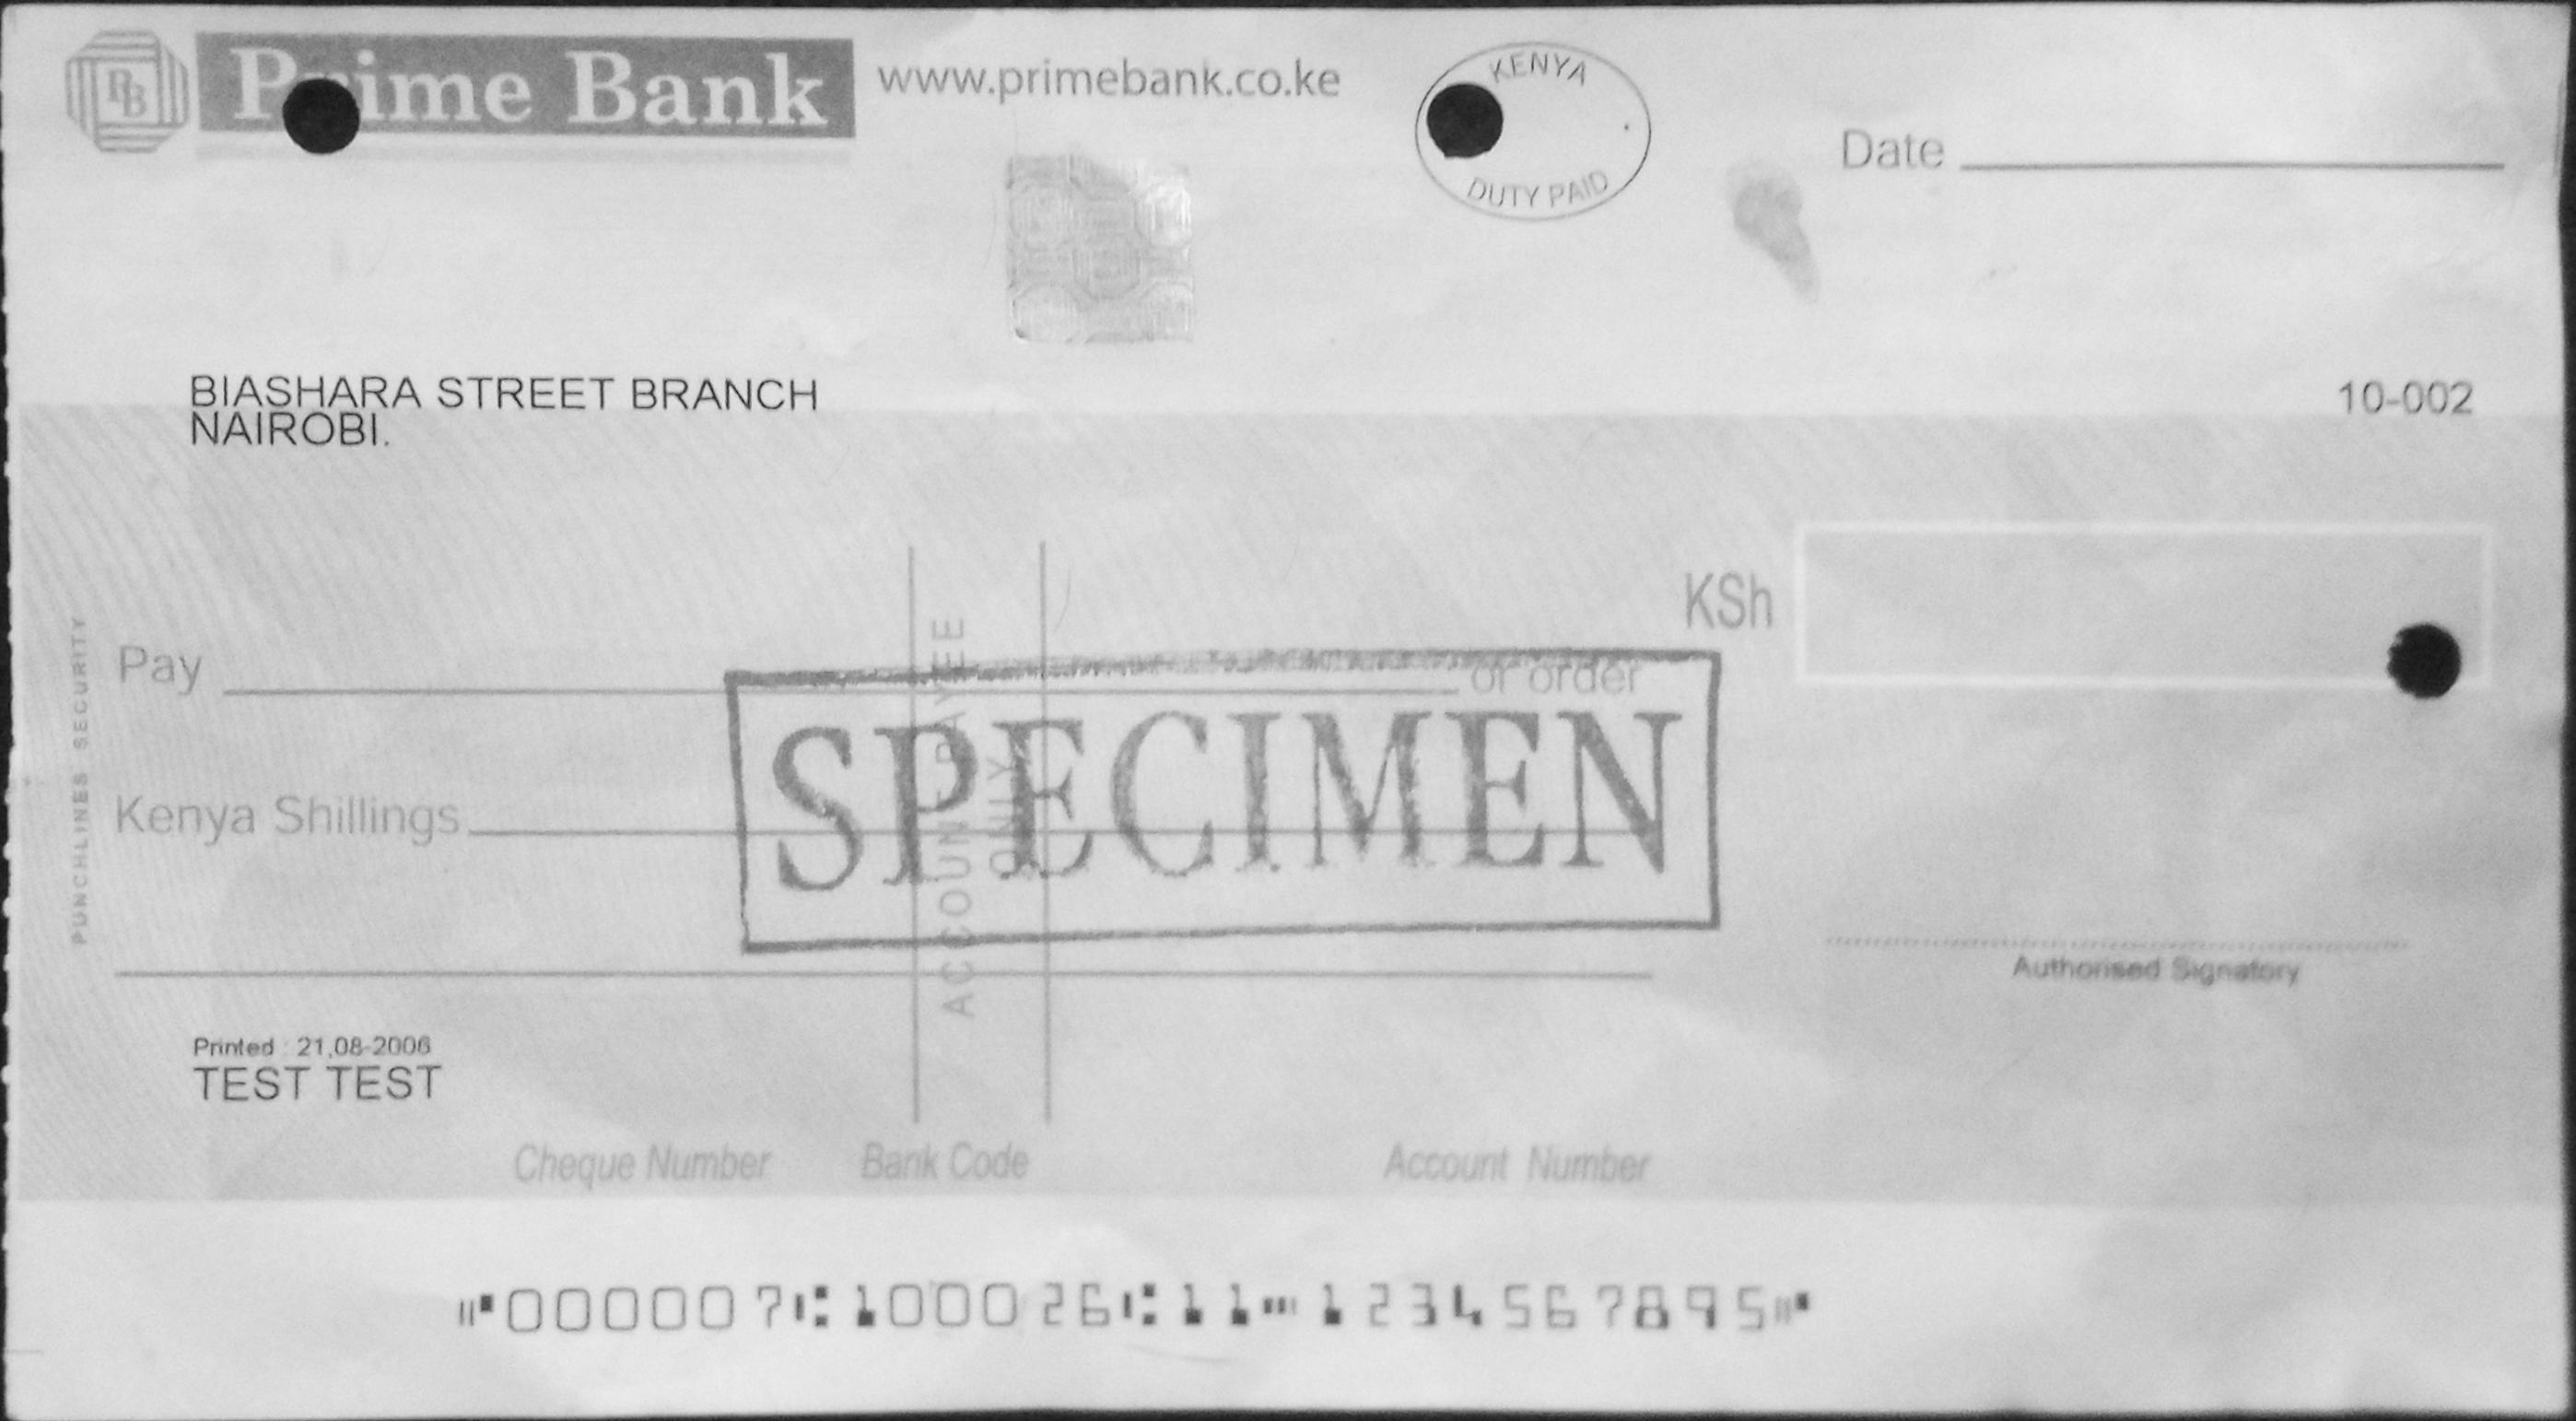 PB Prime Bank www.primebank.co.ke
KENYA
DUTY PAID
Date
BIASHARA STREET BRANCH
NAIROBI.
10-002
KSh
Pay or order
SPECIMEN
ACCOUNT PAYEE
ONLY
Kenya Shillings
PUNCHLINES SECURITY
Authorised Signatory
Printed : 21,08-2006
TEST TEST
Cheque Number Bank Code Account Number
⑈000007⑆1000026⑆11⑉1234567895⑈